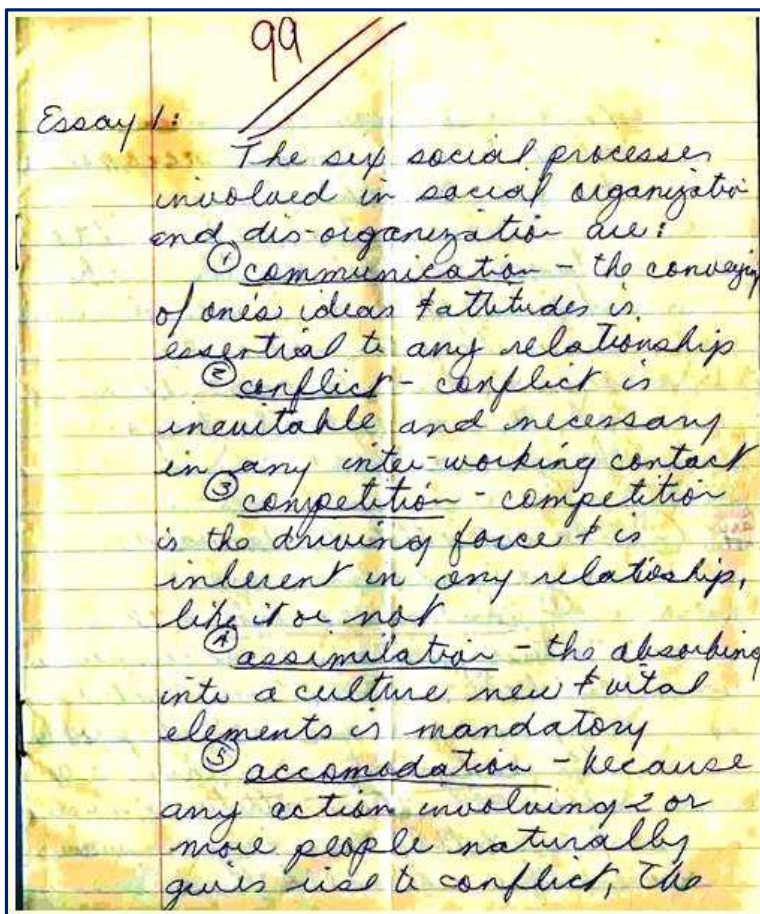 99
Essay 1:
The six social processes
involved in social organizatio
and dis-organization are:
① communication - the conveying
of one's ideas & attitudes is
essential to any relationship
② conflict - conflict is
inevitable and necessary
in any inter-working contact
③ competition - competition
is the driving force & is
inherent in any relatioship,
like it or not
④ assimilation - the absorbing
into a culture new & vital
elements is mandatory
⑤ accomodation - because
any action involving 2 or
more people naturally
gives rise to conflict, the